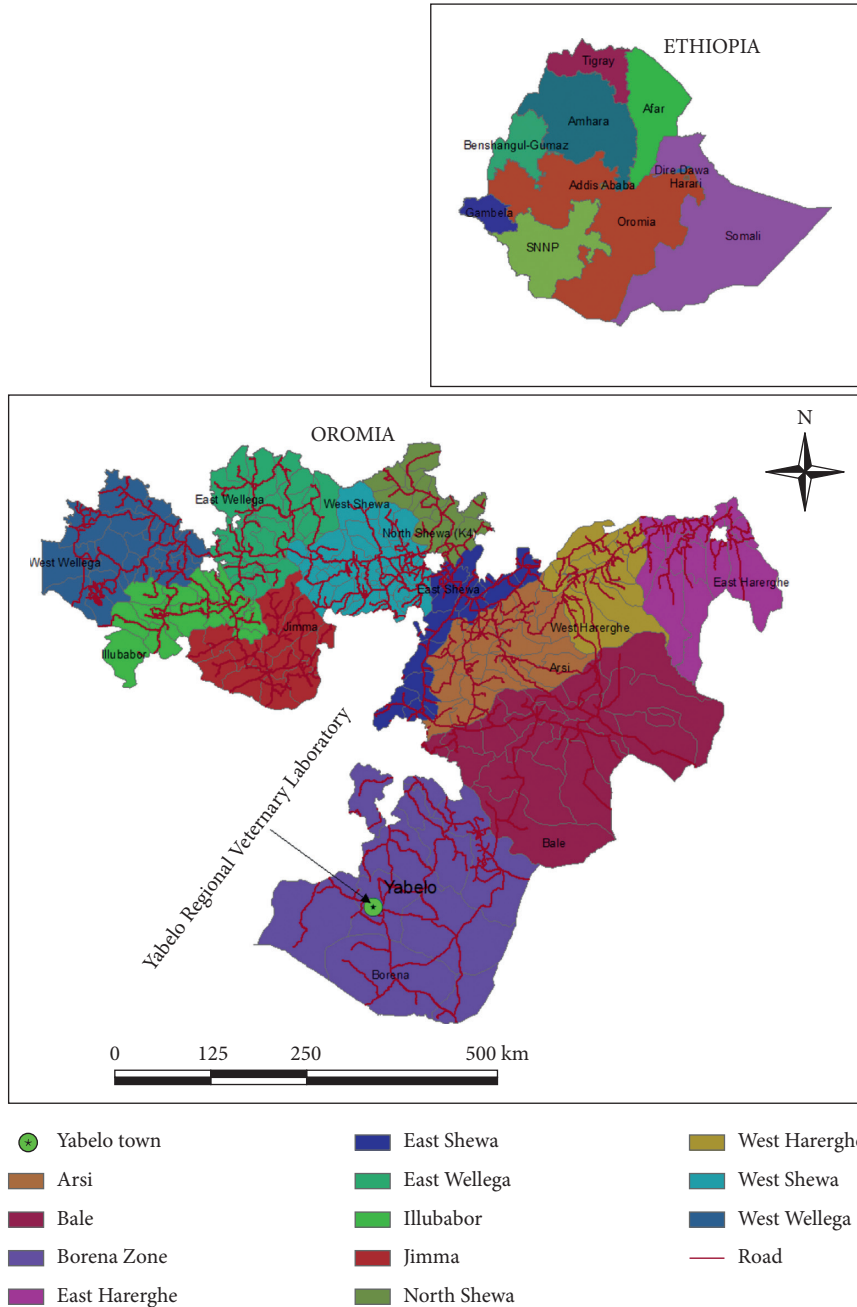 ETHIOPIA
Tigray
Afar
Amhara
Benshangul-Gumaz
Dire Dawa
Addis Ababa
Harari
Gambela
Oromia
SNNP
Somali
N
OROMIA
East Wellega
West Shewa
North Shewa (K4)
West Wellega
East Shewa
East Harerghe
Jimma
West Harerghe
Illubabor
Arsi
Yabelo Regional Veternary Laboratory
Bale
Yabelo
Borena
0 125 250 500 km
Yabelo town
Arsi
Bale
Borena Zone
East Harerghe
East Shewa
East Wellega
Illubabor
Jimma
North Shewa
West Harerghe
West Shewa
West Wellega
Road